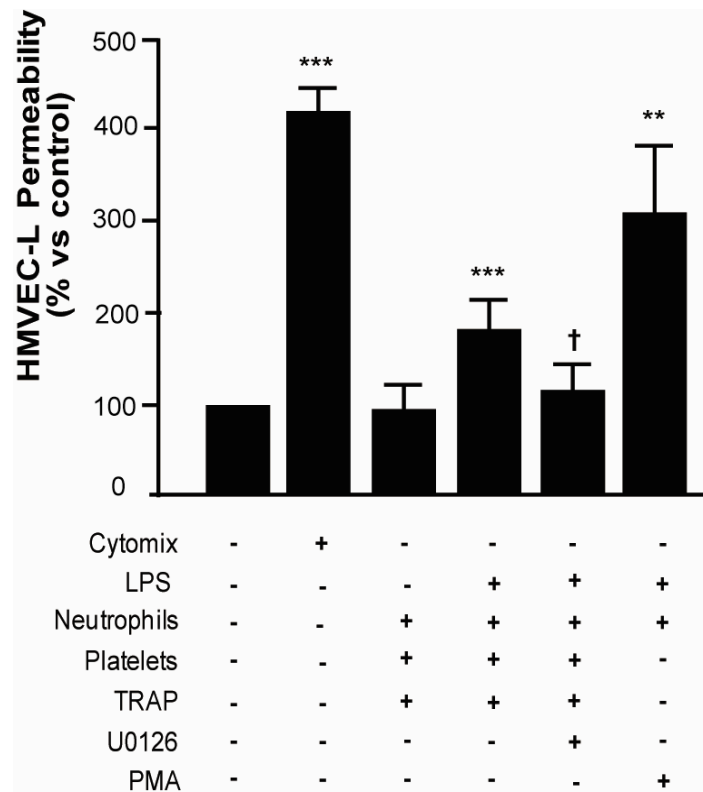 HMVEC-L Permeability
(% vs control)
500
400
300
200
100
0
***
***
†
**
Cytomix - + - - - -
LPS - - - + + +
Neutrophils - - + + + +
Platelets - - + + + -
TRAP - - + + + -
U0126 - - - - + -
PMA - - - - - +